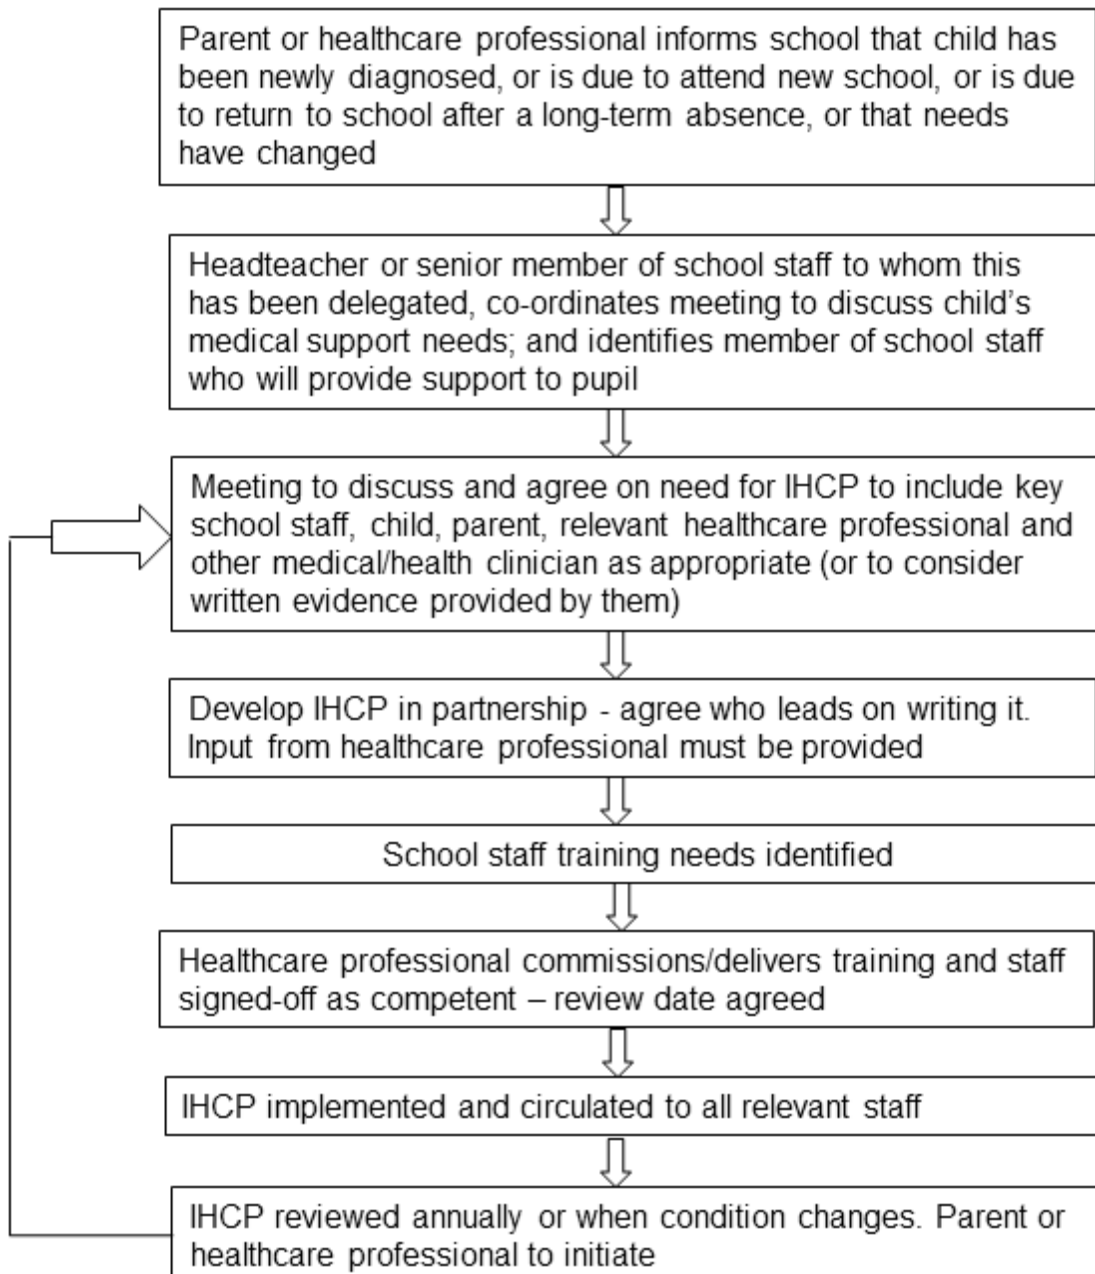 Parent or healthcare professional informs school that child has
been newly diagnosed, or is due to attend new school, or is due
to return to school after a long-term absence, or that needs
have changed
Headteacher or senior member of school staff to whom this
has been delegated, co-ordinates meeting to discuss child’s
medical support needs; and identifies member of school staff
who will provide support to pupil
Meeting to discuss and agree on need for IHCP to include key
school staff, child, parent, relevant healthcare professional and
other medical/health clinician as appropriate (or to consider
written evidence provided by them)
Develop IHCP in partnership - agree who leads on writing it.
Input from healthcare professional must be provided
School staff training needs identified
Healthcare professional commissions/delivers training and staff
signed-off as competent – review date agreed
IHCP implemented and circulated to all relevant staff
IHCP reviewed annually or when condition changes. Parent or
healthcare professional to initiate